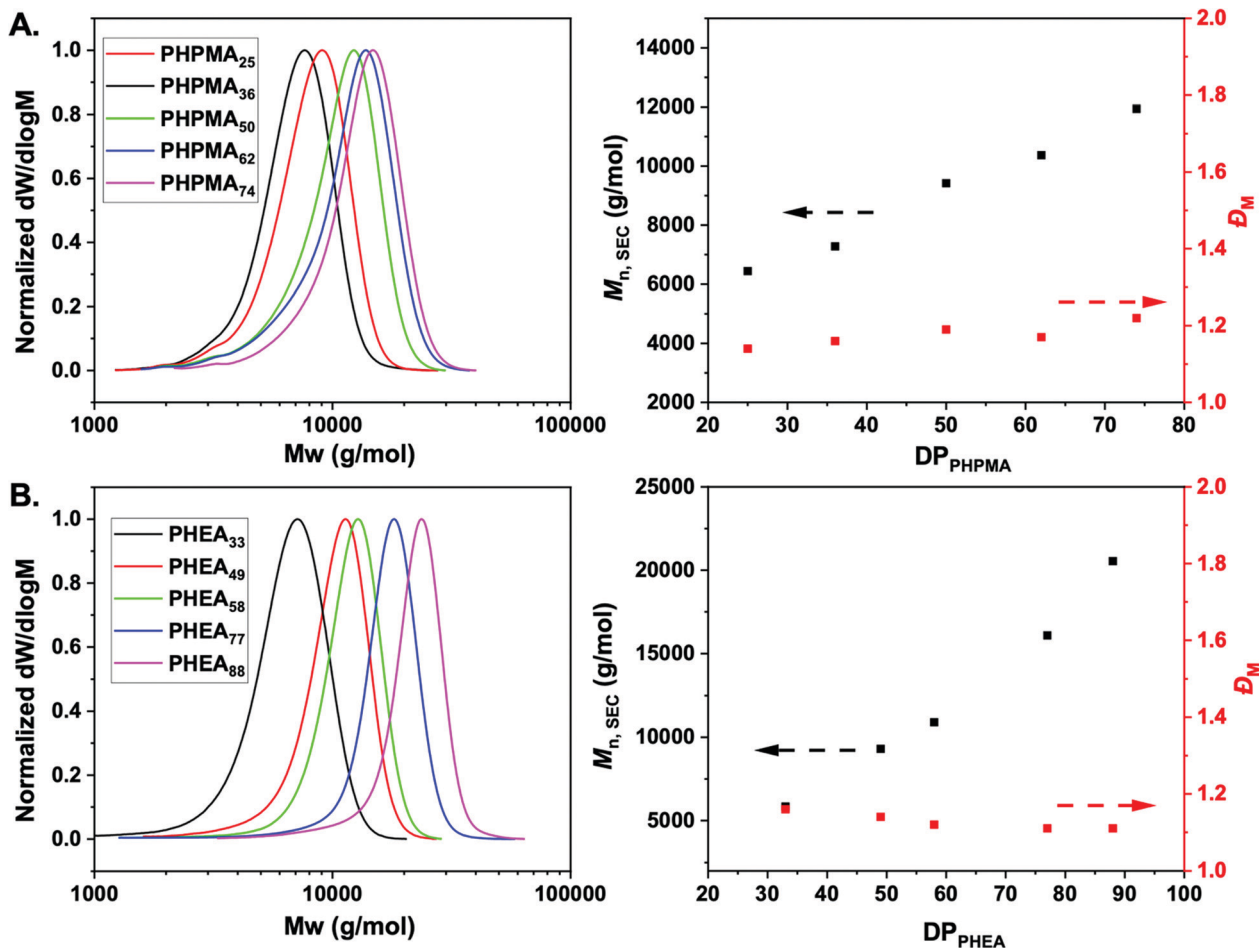 A.
PHPMA25
PHPMA36
PHPMA50
PHPMA62
PHPMA74
Normalized dW/dlogM
1.0
0.8
0.6
0.4
0.2
0.0
1000 10000 100000
Mw (g/mol)
Mn, SEC (g/mol)
14000
12000
10000
8000
6000
4000
2000
20 30 40 50 60 70 80
DPPHPMA
2.0
1.8
1.6
1.4
1.2
1.0
ĐM
B.
PHEA33
PHEA49
PHEA58
PHEA77
PHEA88
Normalized dW/dlogM
1.0
0.8
0.6
0.4
0.2
0.0
1000 10000 100000
Mw (g/mol)
Mn, SEC (g/mol)
25000
20000
15000
10000
5000
20 30 40 50 60 70 80 90 100
DPPHEA
2.0
1.8
1.6
1.4
1.2
1.0
ĐM